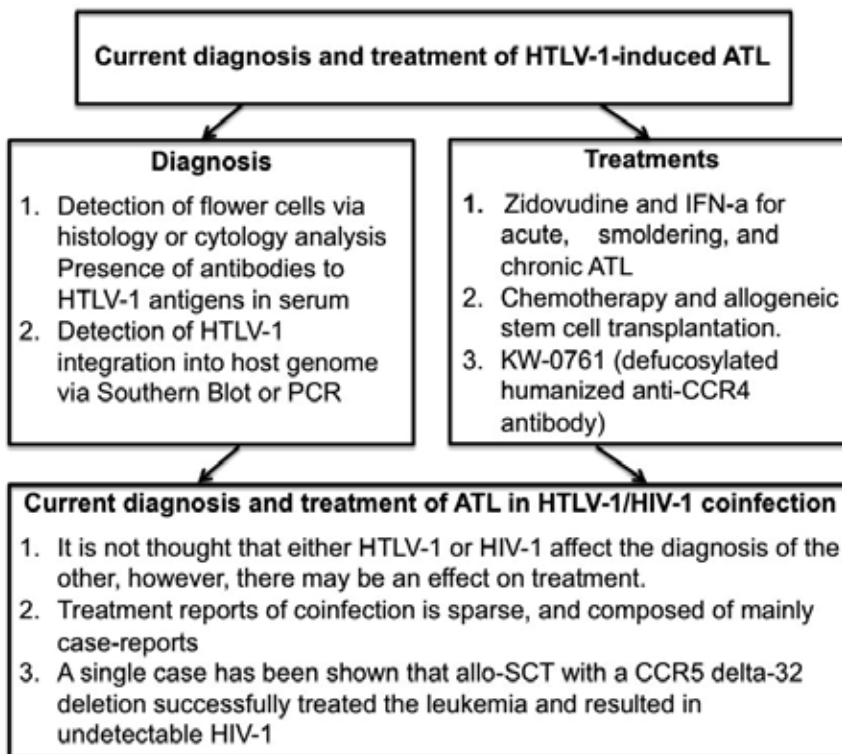 Current diagnosis and treatment of HTLV-1-induced ATL
Diagnosis
1. Detection of flower cells via
histology or cytology analysis
Presence of antibodies to
HTLV-1 antigens in serum
2. Detection of HTLV-1
integration into host genome
via Southern Blot or PCR
Treatments
1. Zidovudine and IFN-a for
acute, smoldering, and
chronic ATL
2. Chemotherapy and allogeneic
stem cell transplantation.
3. KW-0761 (defucosylated
humanized anti-CCR4
antibody)
Current diagnosis and treatment of ATL in HTLV-1/HIV-1 coinfection
1. It is not thought that either HTLV-1 or HIV-1 affect the diagnosis of the
other, however, there may be an effect on treatment.
2. Treatment reports of coinfection is sparse, and composed of mainly
case-reports
3. A single case has been shown that allo-SCT with a CCR5 delta-32
deletion successfully treated the leukemia and resulted in
undetectable HIV-1